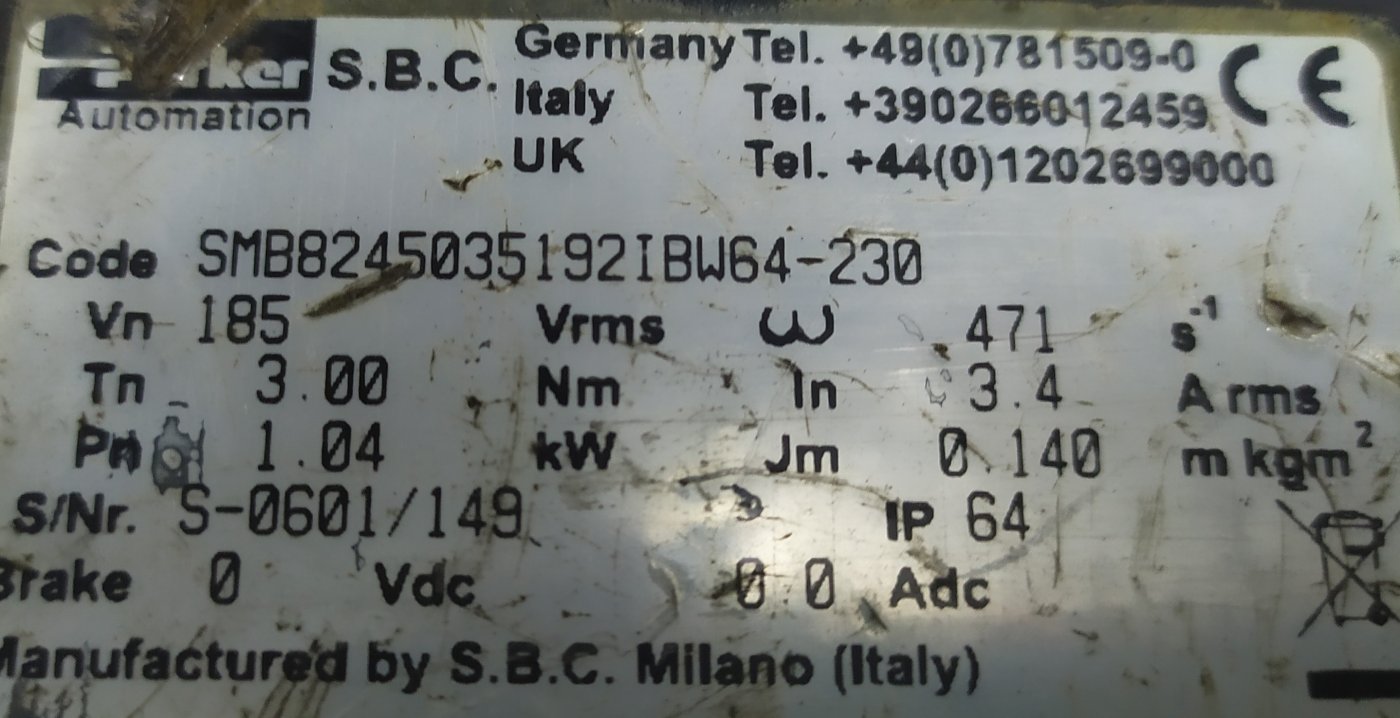 Parker S.B.C. Germany Tel. +49(0)781509-0 CE
Automation Italy Tel. +390266012459
UK Tel. +44(0)1202699000
Code SMB8245035192IBW64-230
Vn 185 Vrms ω 471 s⁻¹
Tn 3.00 Nm In 3.4 A rms
Pn 1.04 kW Jm 0.140 m kgm²
S/Nr. S-0601/149 IP 64
Brake 0 Vdc 0.0 Adc
Manufactured by S.B.C. Milano (Italy)